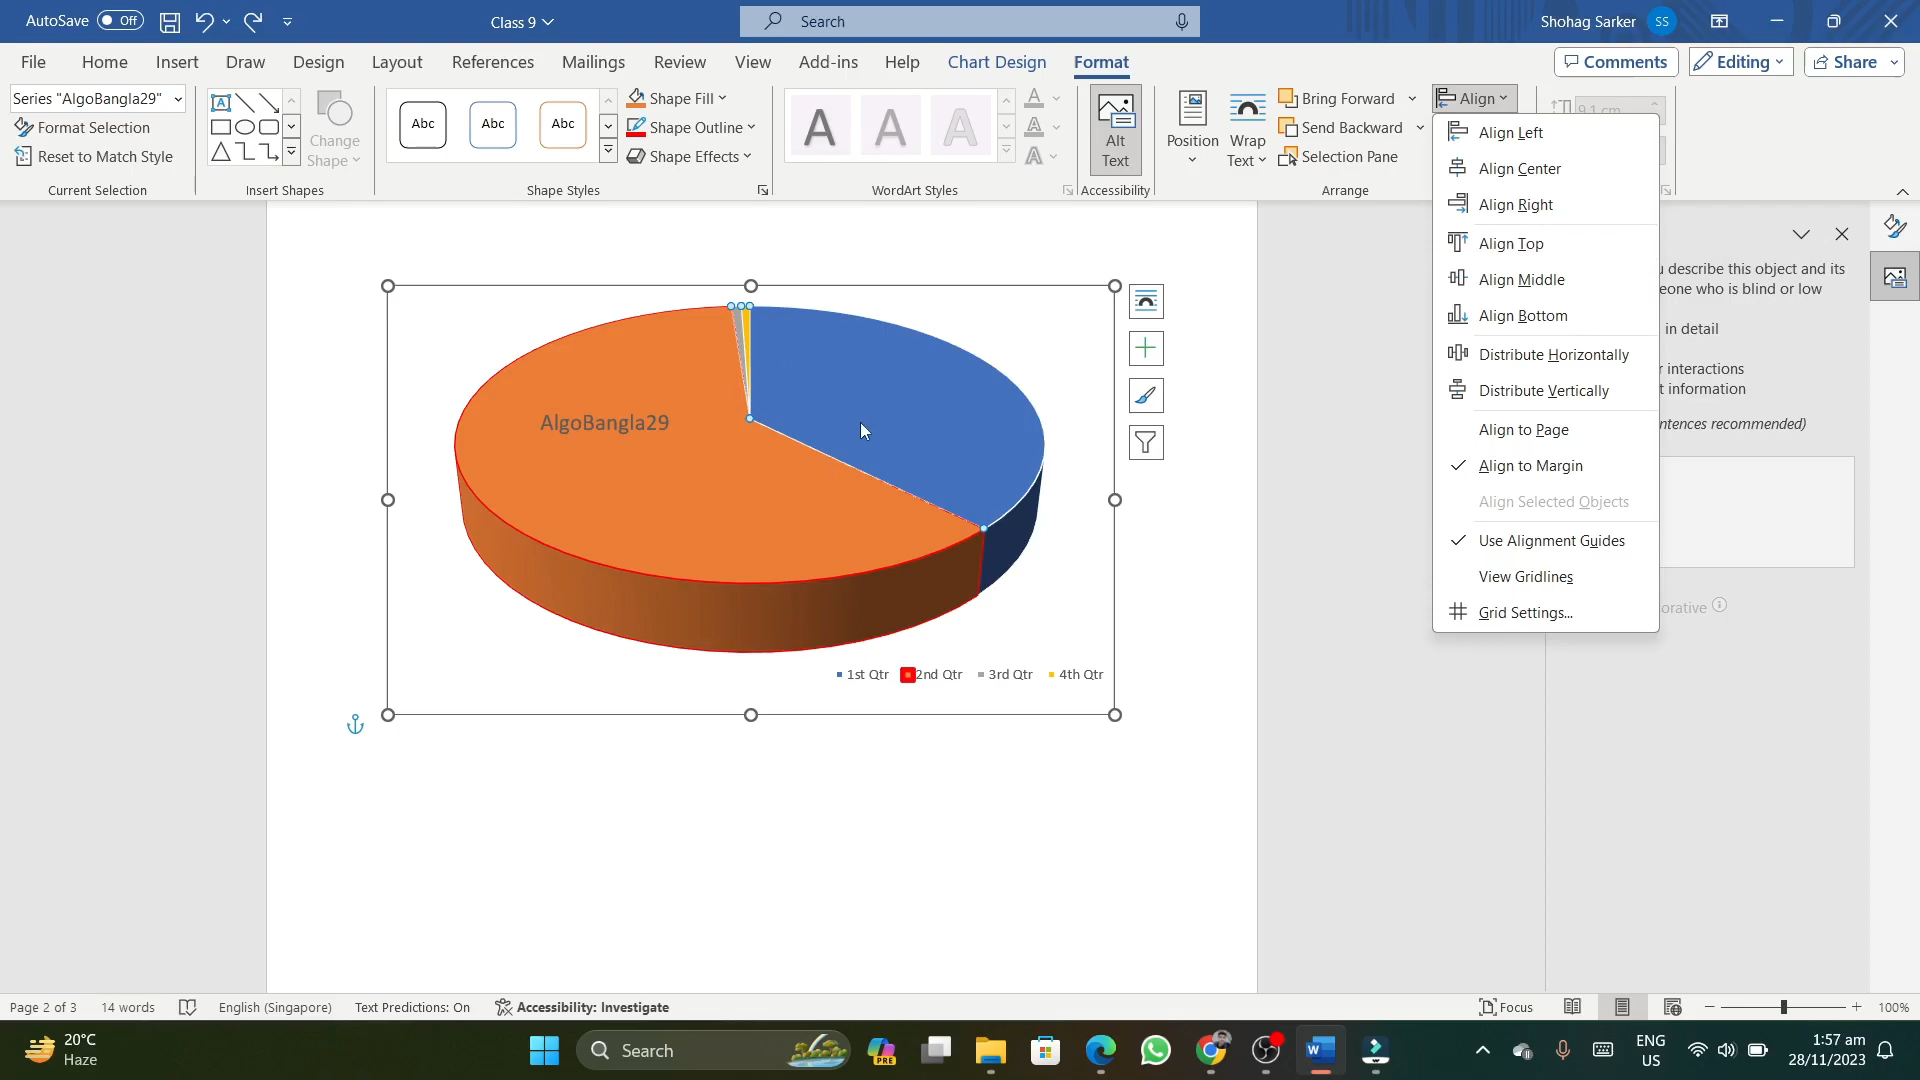 AutoSave Off
Class 9
Search
Shohag Sarker SS
File Home Insert Draw Design Layout References Mailings Review View Add-ins Help Chart Design Format
Comments Editing Share
Series "AlgoBangla29"
Format Selection
Reset to Match Style
Current Selection
Change
Shape
Insert Shapes
Abc Abc Abc
Shape Fill
Shape Outline
Shape Effects
Shape Styles
A A A
WordArt Styles
Alt
Text
Accessibility
Position
Wrap
Text
Bring Forward
Send Backward
Selection Pane
Arrange
Align
9.1 cm
Align Left
Align Center
Align Right
Align Top
Align Middle
Align Bottom
Distribute Horizontally
Distribute Vertically
Align to Page
Align to Margin
Align Selected Objects
Use Alignment Guides
View Gridlines
Grid Settings...
describe this object and its
eone who is blind or low
in detail
r interactions
t information
ntences recommended)
orative
AlgoBangla29
1st Qtr 2nd Qtr 3rd Qtr 4th Qtr
Page 2 of 3 14 words English (Singapore) Text Predictions: On Accessibility: Investigate
Focus
100%
20°C
Haze
Search
PRE
ENG
US
1:57 am
28/11/2023